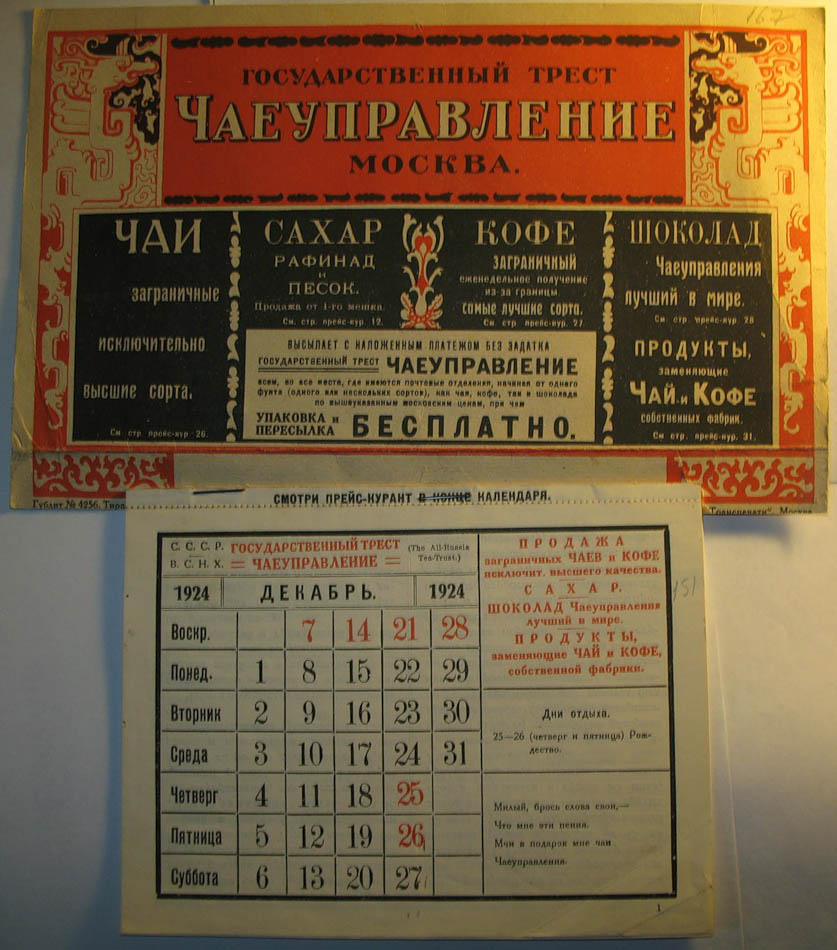 162
ГОСУДАРСТВЕННЫЙ ТРЕСТ
ЧАЕУПРАВЛЕНИЕ
МОСКВА.
ЧАИ
заграничные
исключительно
высшие сорта.
См. стр. прейс-кур. 26.
САХАР
РАФИНАД
и
ПЕСОК.
Продажа от 1-го мешка.
См. стр. прейс-кур. 12.
КОФЕ
ЗАГРАНИЧНЫЙ
еженедельное получение
из-за границы
самые лучшие сорта.
См. стр. прейс-кур. 27.
ШОКОЛАД
Чаеуправления
лучший в мире.
См. стр. прейс-кур. 28
ПРОДУКТЫ,
заменяющие
ЧАЙ и КОФЕ
собственных фабрик.
См. стр. прейс-кур. 31.
ВЫСЫЛАЕТ С НАЛОЖЕННЫМ ПЛАТЕЖОМ БЕЗ ЗАДАТКА
ГОСУДАРСТВЕННЫЙ ТРЕСТ ЧАЕУПРАВЛЕНИЕ
всем, во все места, где имеются почтовые отделения, начиная от одного
фунта (одного или нескольких сортов), как чая, кофе, так и шоколада
по вышеуказанным московским ценам, при чем
УПАКОВКА и ПЕРЕСЫЛКА БЕСПЛАТНО.
Гублит № 4256. Тира
"Транспечати", Москва
СМОТРИ ПРЕЙС-КУРАНТ в конце КАЛЕНДАРЯ.
С. С. С. Р. ГОСУДАРСТВЕННЫЙ ТРЕСТ (The All-Russia
В. С. Н. Х. = ЧАЕУПРАВЛЕНИЕ = Tea-Trust.)
1924 ДЕКАБРЬ. 1924
Воскр. 7 14 21 28
Понед. 1 8 15 22 29
Вторник 2 9 16 23 30
Среда 3 10 17 24 31
Четверг 4 11 18 25
Пятница 5 12 19 26
Суббота 6 13 20 27
ПРОДАЖА
заграничных ЧАЕВ и КОФЕ
исключит. высшего качества.
САХАР.
ШОКОЛАД Чаеуправления
лучший в мире.
ПРОДУКТЫ,
заменяющие ЧАЙ и КОФЕ,
собственной фабрики.
151
Дни отдыха.
25—26 (четверг и пятница) Рож-
дество.
Милый, брось слова свои,—
Что мне эти пения.
Мчи в подарок мне чаи
Чаеуправления.
1